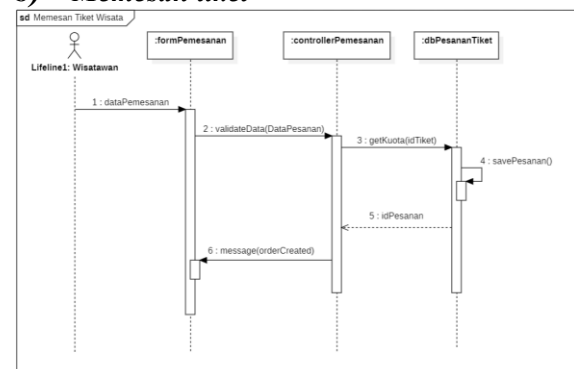 Memesan tiket
sd Memesan Tiket Wisata
:formPemesanan
:controllerPemesanan
:dbPesananTiket
Lifeline1: Wisatawan
1 : dataPemesanan
2 : validateData(DataPesanan)
3 : getKuota(idTiket)
4 : savePesanan()
5 : idPesanan
6 : message(orderCreated)